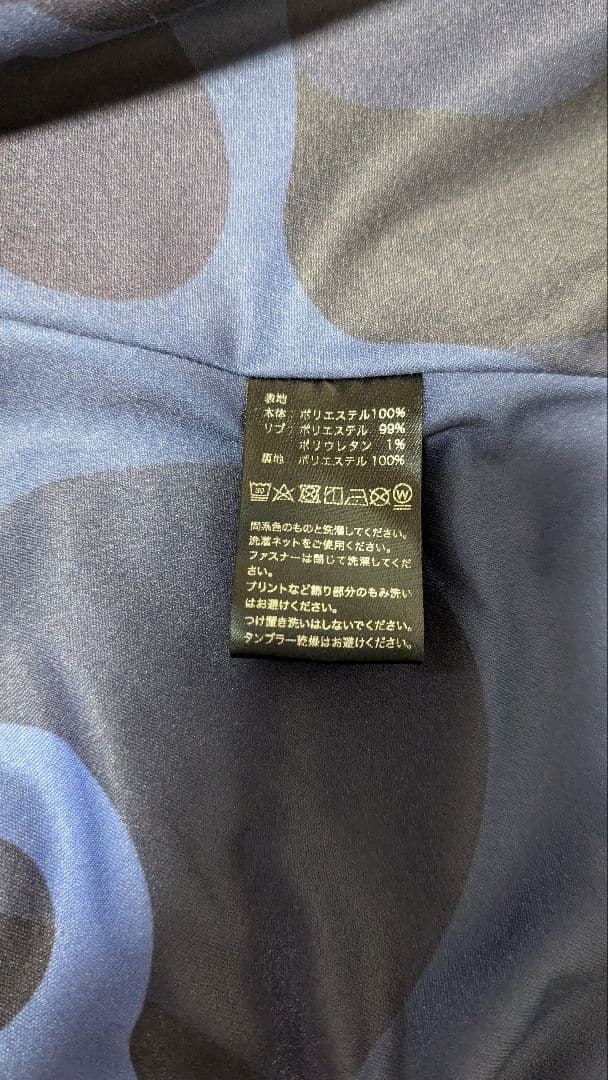 表地
本体：ポリエステル100%
リブ：ポリエステル 99%
ポリウレタン 1%
裏地 ポリエステル100%
同系色のものと洗濯してください。
洗濯ネットをご使用ください。
ファスナーは閉じて洗濯してくだ
さい。
プリントなど飾り部分のもみ洗い
はお避けください。
つけ置き洗いはしないでください。
タンブラー乾燥はお避けください。